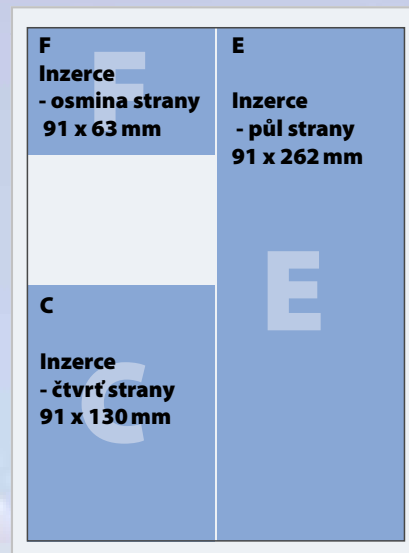 F
Inzerce
- osmina strany
91 x 63 mm
F
E
Inzerce
- půl strany
91 x 262 mm
E
C
Inzerce
- čtvrť strany
91 x 130 mm
C